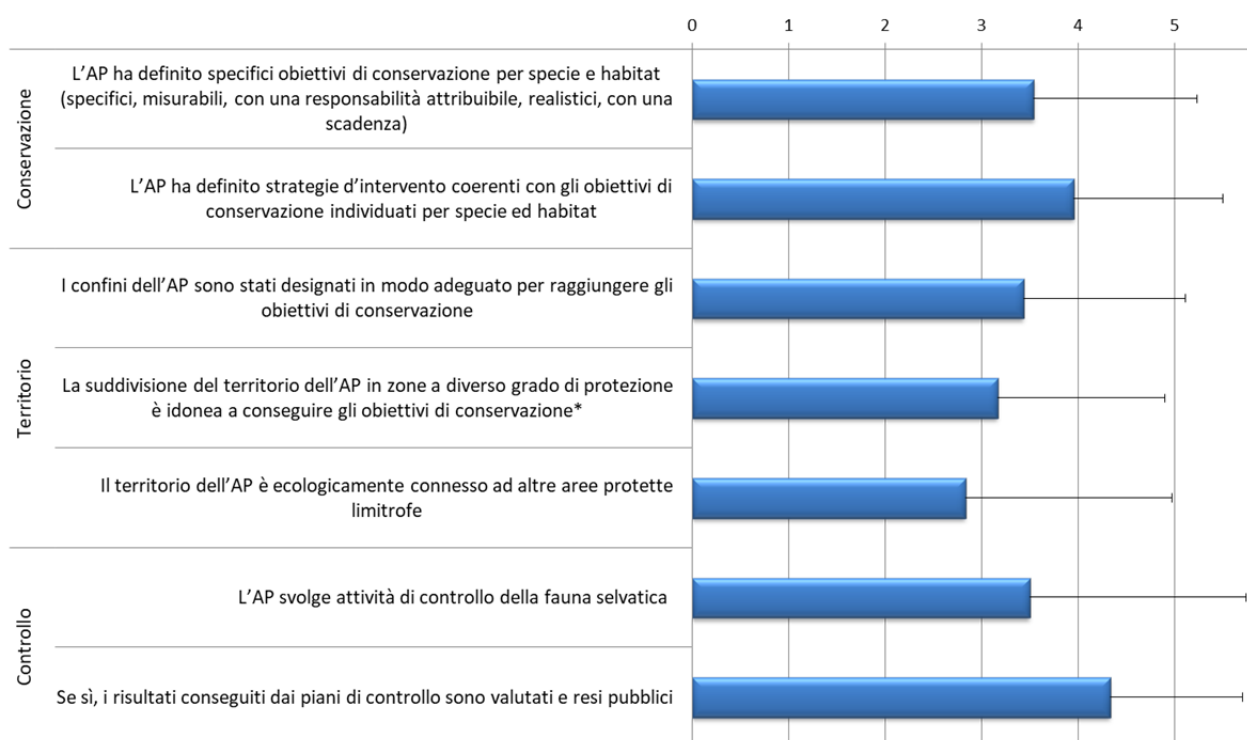 0 1 2 3 4 5
Conservazione
L’AP ha definito specifici obiettivi di conservazione per specie e habitat
(specifici, misurabili, con una responsabilità attribuibile, realistici, con una
scadenza)
L’AP ha definito strategie d’intervento coerenti con gli obiettivi di
conservazione individuati per specie ed habitat
Territorio
I confini dell’AP sono stati designati in modo adeguato per raggiungere gli
obiettivi di conservazione
La suddivisione del territorio dell’AP in zone a diverso grado di protezione
è idonea a conseguire gli obiettivi di conservazione*
Il territorio dell’AP è ecologicamente connesso ad altre aree protette
limitrofe
Controllo
L’AP svolge attività di controllo della fauna selvatica
Se sì, i risultati conseguiti dai piani di controllo sono valutati e resi pubblici